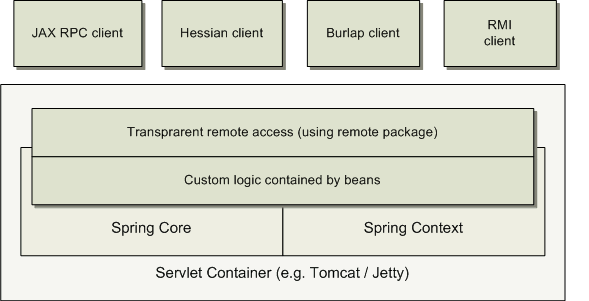 JAX RPC client
Hessian client
Burlap client
RMI
client
Transprarent remote access (using remote package)
Custom logic contained by beans
Spring Core
Spring Context
Servlet Container (e.g. Tomcat / Jetty)